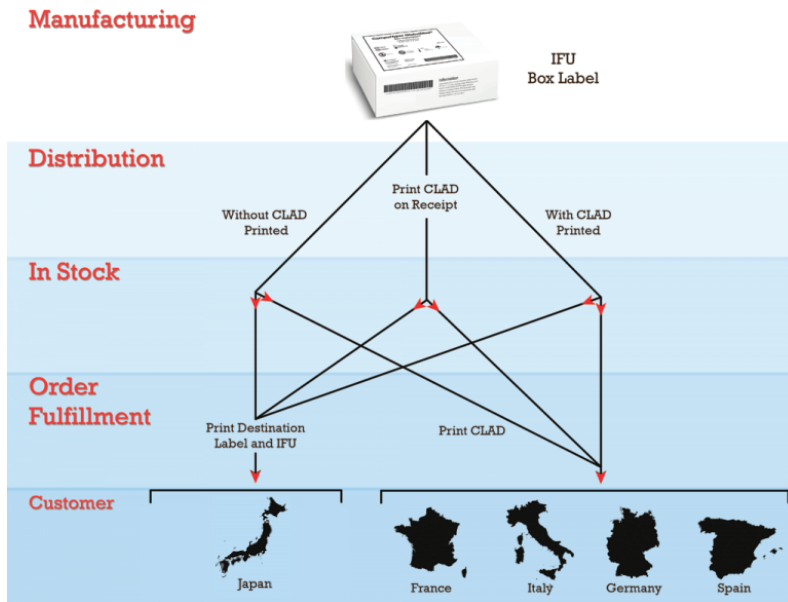 Manufacturing
IFU
Box Label
Distribution
Print CLAD
on Receipt
Without CLAD
Printed
With CLAD
Printed
In Stock
Order
Fulfillment
Print Destination
Label and IFU
Print CLAD
Customer
Japan
France
Italy
Germany
Spain